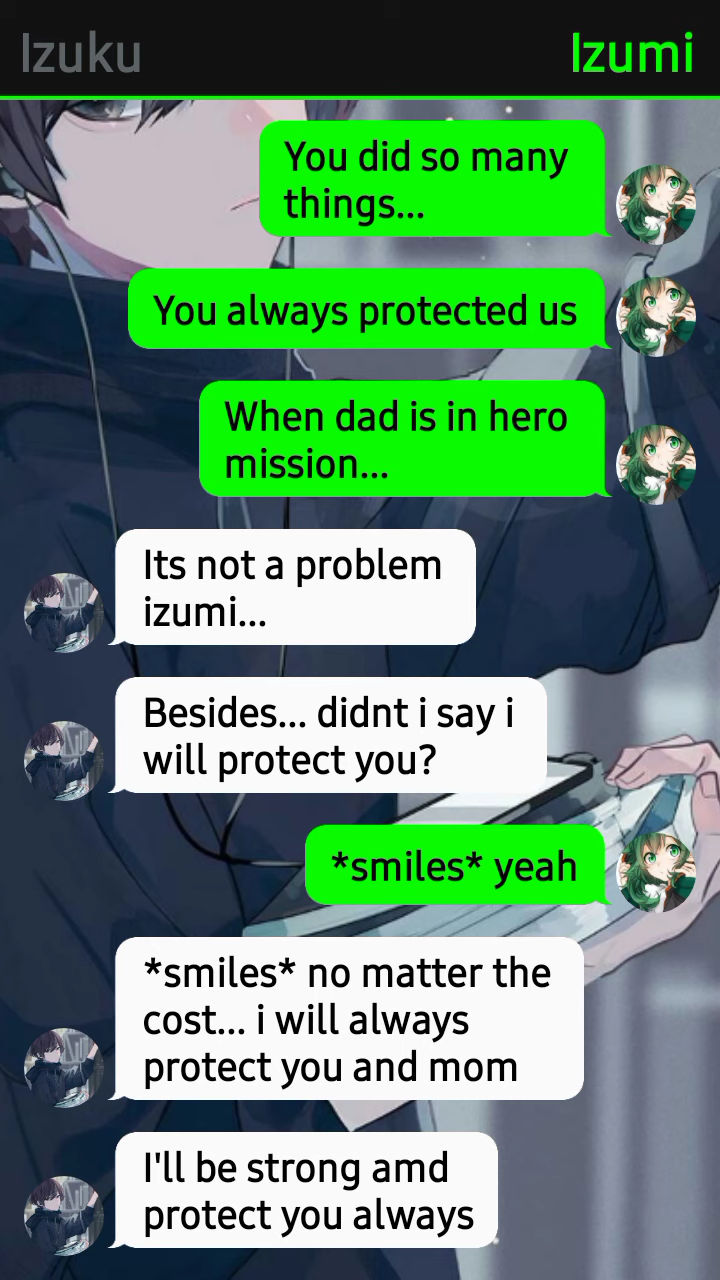 Izuku
Izumi
You did so many
things...
You always protected us
When dad is in hero
mission...
Its not a problem
izumi...
Besides... didnt i say i
will protect you?
*smiles* yeah
*smiles* no matter the
cost... i will always
protect you and mom
I'll be strong amd
protect you always